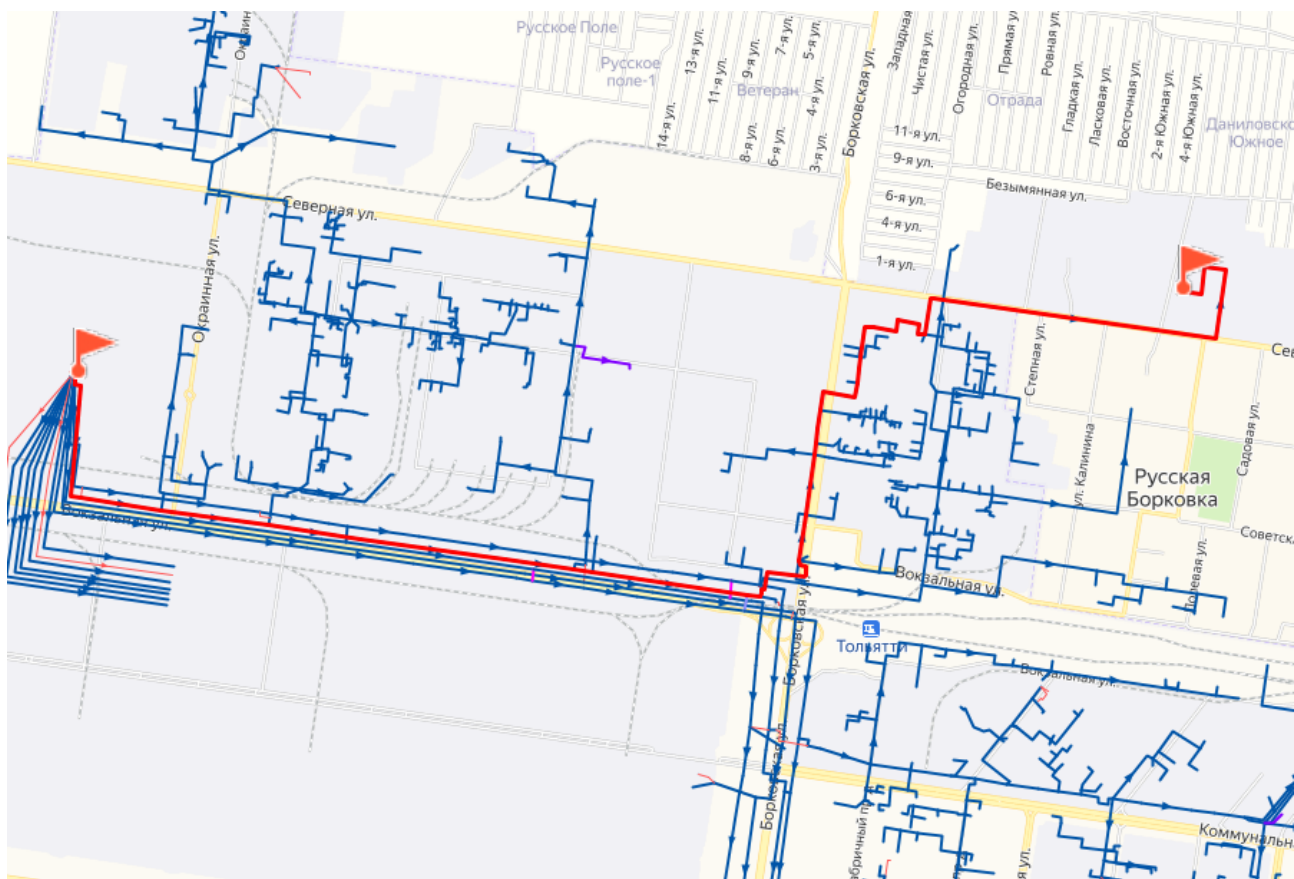 Русское Поле
Русское
поле-1
13-я ул.
11-я ул.
9-я ул.
7-я ул.
5-я ул.
Ветеран
4-я ул.
14-я ул.
8-я ул.
6-я ул.
3-я ул.
Борковская ул.
Западная
Чистая ул.
Огородная ул.
Прямая ул
Ровная ул.
Отрада
Гладкая ул.
Ласковая ул.
Восточная ул.
2-я Южная ул.
4-я Южная ул.
Даниловско
Южное
11-я ул.
9-я ул.
6-я ул.
4-я ул.
1-я ул.
Безымянная ул.
Северная ул.
Окраинная ул.
Степная ул.
ул. Калинина
Садовая ул.
Сев
Русская
Борковка
Советска
Полевая ул.
Вокзальная ул.
Вокзальная ул.
Борковская ул.
Тольятти
Вокзальная ул.
Борковская ул.
Коммунальна